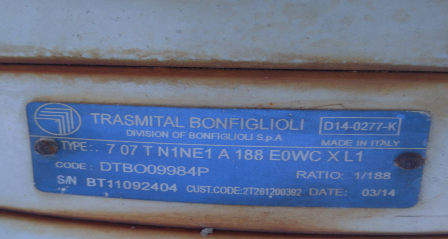 TRASMITAL BONFIGLIOLI D14-0277-K
DIVISION OF BONFIGLIOLI S.p.A MADE IN ITALY
TYPE: 7 07 T N1NE1 A 188 E0WC X L1
CODE: DTBO09984P RATIO: 1/188
S/N BT11092404 CUST.CODE:2T261200392 DATE: 03/14